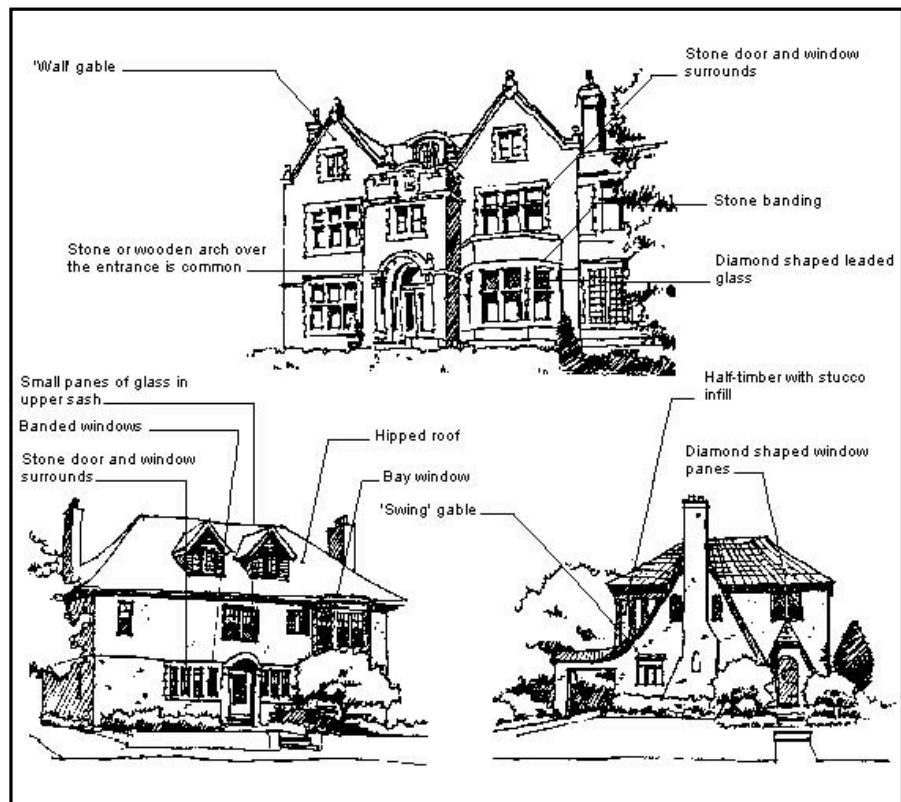 'Wall' gable
Stone door and window
surrounds
Stone banding
Stone or wooden arch over
the entrance is common
Diamond shaped leaded
glass
Small panes of glass in
upper sash
Banded windows
Stone door and window
surrounds
Hipped roof
Bay window
'Swing' gable
Half-timber with stucco
infill
Diamond shaped window
panes